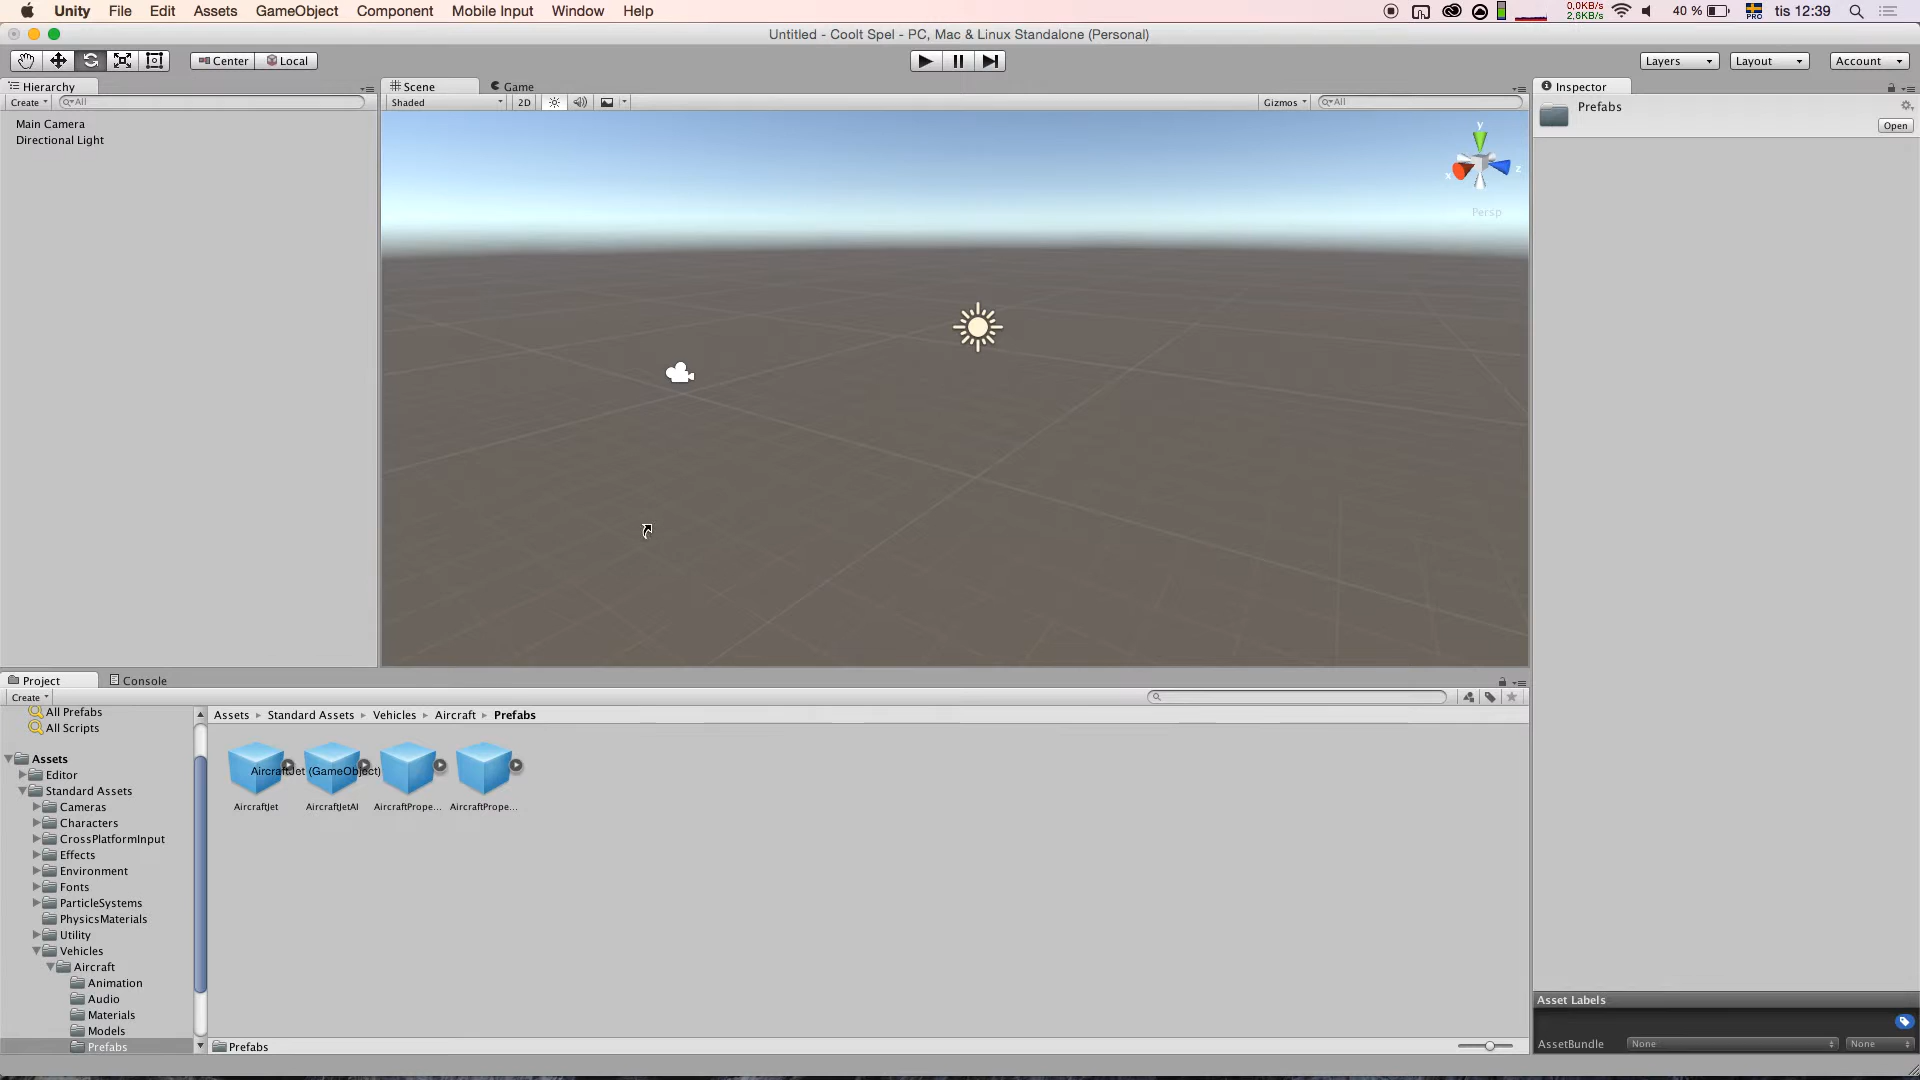 Unity File Edit Assets GameObject Component Mobile Input Window Help
0,0KB/s
2,6KB/s
40 %
PRO
tis 12:39
Untitled - Coolt Spel - PC, Mac & Linux Standalone (Personal)
Center Local
Layers Layout Account
Hierarchy
Create All
Main Camera
Directional Light
Scene Game
Shaded 2D
Gizmos All
y
x z
Persp
Inspector
Prefabs
Open
Project Console
Create
All Prefabs
All Scripts
Assets
Editor
Standard Assets
Cameras
Characters
CrossPlatformInput
Effects
Environment
Fonts
ParticleSystems
PhysicsMaterials
Utility
Vehicles
Aircraft
Animation
Audio
Materials
Models
Prefabs
Assets Standard Assets Vehicles Aircraft Prefabs
AircraftJet (GameObject)
AircraftJet AircraftJetAI AircraftPrope... AircraftPrope...
Prefabs
Asset Labels
AssetBundle None None